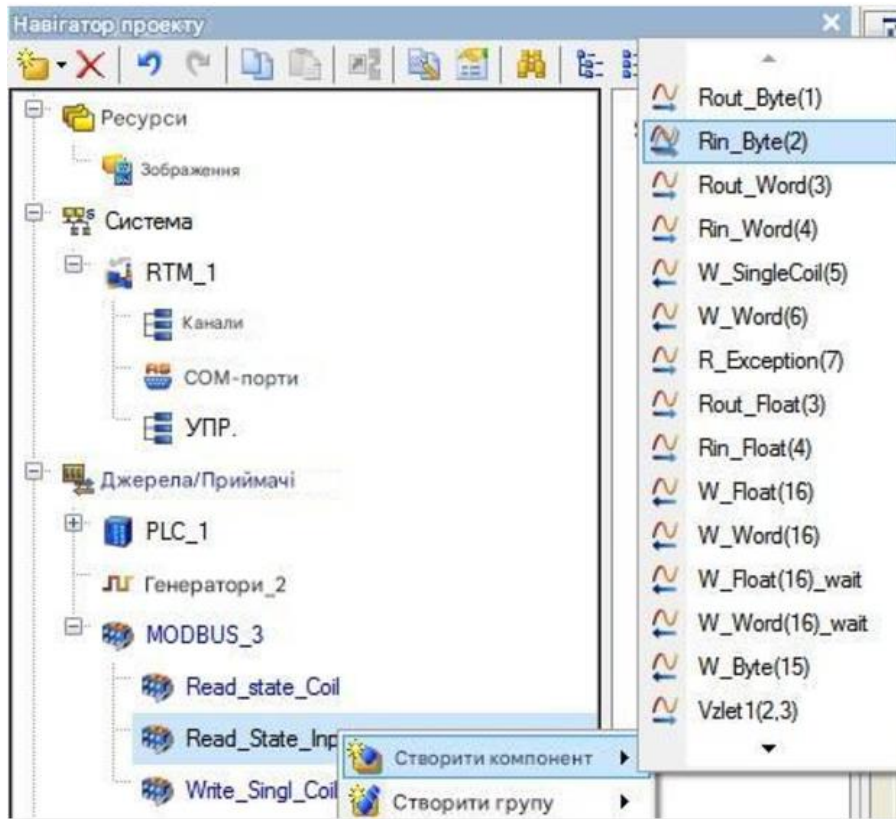 Навігатор проекту
Ресурси
Зображення
Система
RTM_1
Канали
COM-порти
УПР.
Джерела/Приймачі
PLC_1
Генератори_2
MODBUS_3
Read_state_Coil
Read_State_Inp
Write_Singl_Coil
Створити компонент
Створити групу
Rout_Byte(1)
Rin_Byte(2)
Rout_Word(3)
Rin_Word(4)
W_SingleCoil(5)
W_Word(6)
R_Exception(7)
Rout_Float(3)
Rin_Float(4)
W_Float(16)
W_Word(16)
W_Float(16)_wait
W_Word(16)_wait
W_Byte(15)
Vzlet1(2,3)